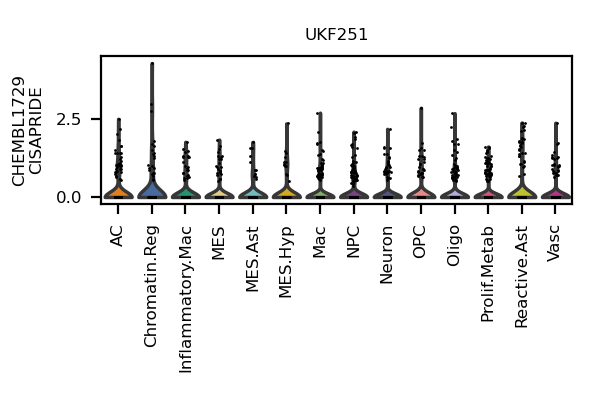 UKF251
CHEMBL1729
CISAPRIDE
2.5
0.0
AC
Chromatin.Reg
Inflammatory.Mac
MES
MES.Ast
MES.Hyp
Mac
NPC
Neuron
OPC
Oligo
Prolif.Metab
Reactive.Ast
Vasc